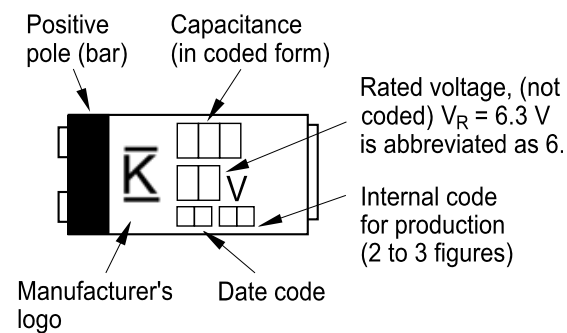 Positive
pole (bar)
Capacitance
(in coded form)
Rated voltage, (not
coded) VR = 6.3 V
is abbreviated as 6.
K
V
Internal code
for production
(2 to 3 figures)
Manufacturer's
logo
Date code